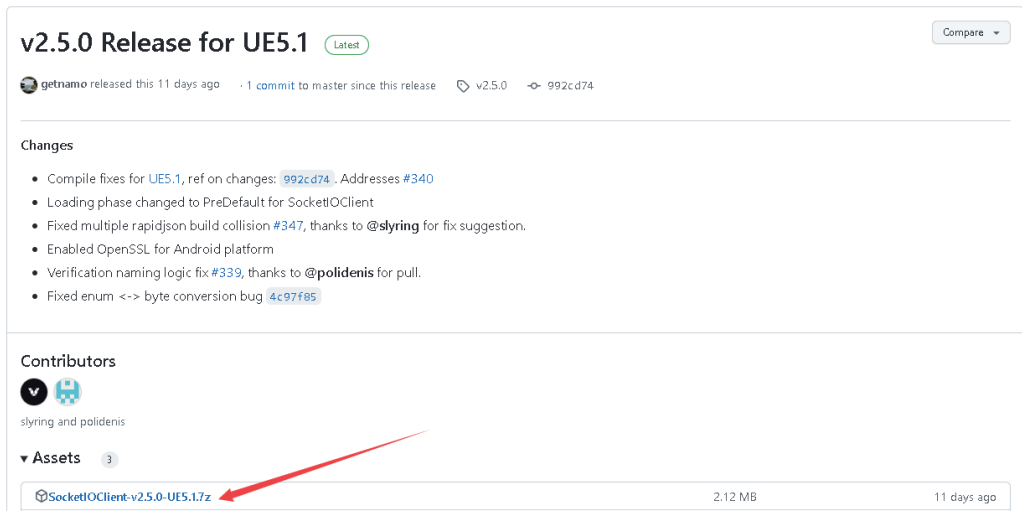 v2.5.0 Release for UE5.1 Latest Compare
getnamo released this 11 days ago · 1 commit to master since this release v2.5.0 992cd74
Changes
Compile fixes for UE5.1, ref on changes: 992cd74. Addresses #340
Loading phase changed to PreDefault for SocketIOClient
Fixed multiple rapidjson build collision #347, thanks to @slyring for fix suggestion.
Enabled OpenSSL for Android platform
Verification naming logic fix #339, thanks to @polidenis for pull.
Fixed enum <-> byte conversion bug 4c97f85
Contributors
slyring and polidenis
Assets 3
SocketIOClient-v2.5.0-UE5.1.7z 2.12 MB 11 days ago